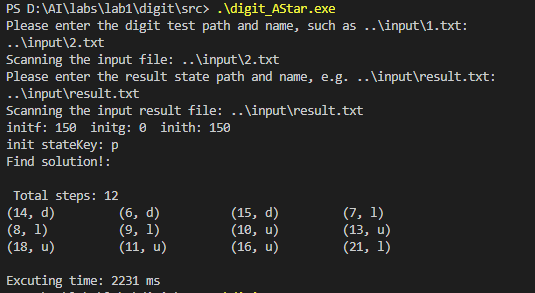 PS D:\AI\labs\lab1\digit\src> .\digit_AStar.exe
Please enter the digit test path and name, such as ..\input\1.txt:
..\input\2.txt
Scanning the input file: ..\input\2.txt
Please enter the result state path and name, e.g. ..\input\result.txt:
..\input\result.txt
Scanning the input result file: ..\input\result.txt
initf: 150  initg: 0  inith: 150
init stateKey: p
Find solution!:
Total steps: 12
(14, d) (6, d) (15, d) (7, l)
(8, l) (9, l) (10, u) (13, u)
(18, u) (11, u) (16, u) (21, l)
Excuting time: 2231 ms